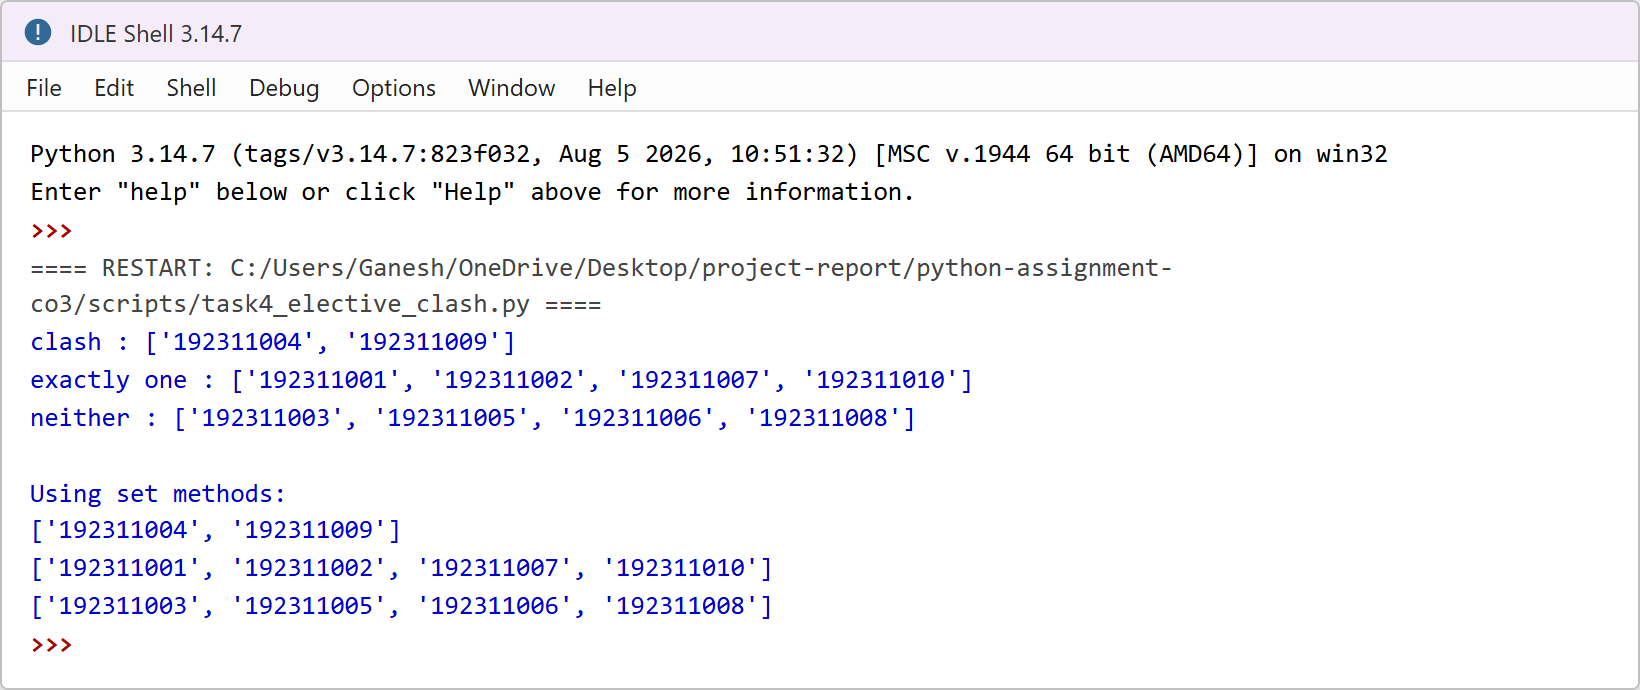 IDLE Shell 3.14.7
File Edit Shell Debug Options Window Help
Python 3.14.7 (tags/v3.14.7:823f032, Aug 5 2026, 10:51:32) [MSC v.1944 64 bit (AMD64)] on win32
Enter "help" below or click "Help" above for more information.
>>>
==== RESTART: C:/Users/Ganesh/OneDrive/Desktop/project-report/python-assignment-
co3/scripts/task4_elective_clash.py ====
clash : ['192311004', '192311009']
exactly one : ['192311001', '192311002', '192311007', '192311010']
neither : ['192311003', '192311005', '192311006', '192311008']
Using set methods:
['192311004', '192311009']
['192311001', '192311002', '192311007', '192311010']
['192311003', '192311005', '192311006', '192311008']
>>>